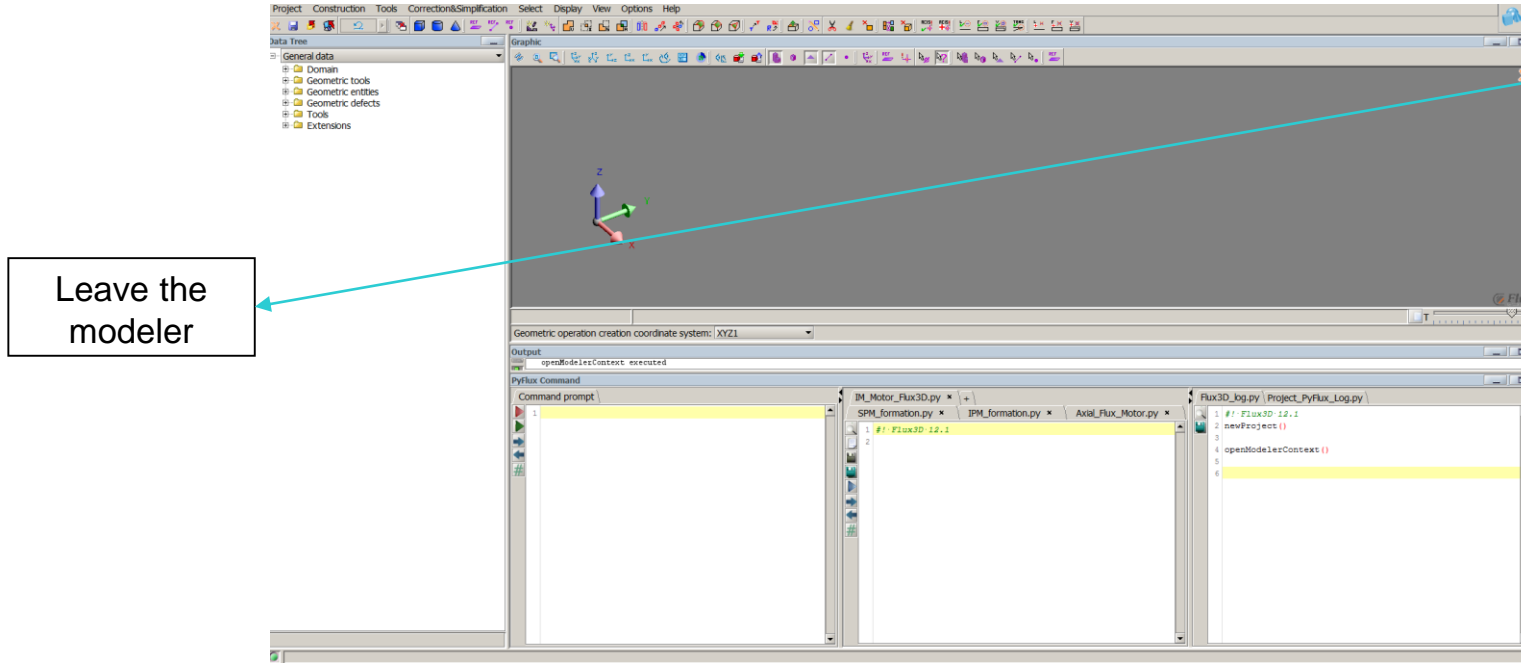 Project Construction Tools Correction&Simplification Select Display View Options Help
Data Tree
Graphic
General data
Domain
Geometric tools
Geometric entities
Geometric defects
Tools
Extensions
Z
Y
X
Leave the
modeler
T
Geometric operation creation coordinate system: XYZ1
Output
openModelerContext executed
PyFlux Command
Command prompt
IM_Motor_Flux3D.py × +
Flux3D_log.py Project_PyFlux_Log.py
SPM_formation.py × IPM_formation.py × Axial_Flux_Motor.py ×
1
1 #! Flux3D 12.1
2
1 #! Flux3D 12.1
2 newProject()
3
4 openModelerContext()
5
6